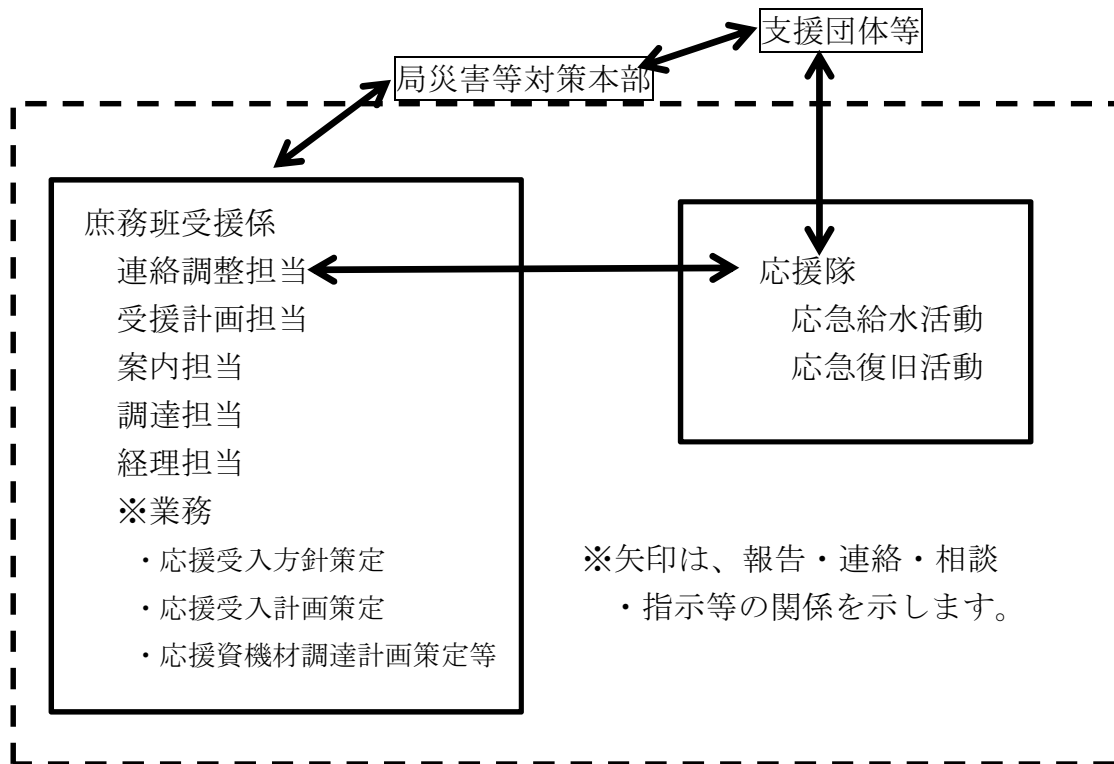 支援団体等
局災害等対策本部
庶務班受援係
連絡調整担当
受援計画担当
案内担当
調達担当
経理担当
※業務
・応援受入方針策定
・応援受入計画策定
・応援資機材調達計画策定等
応援隊
応急給水活動
応急復旧活動
※矢印は、報告・連絡・相談
・指示等の関係を示します。